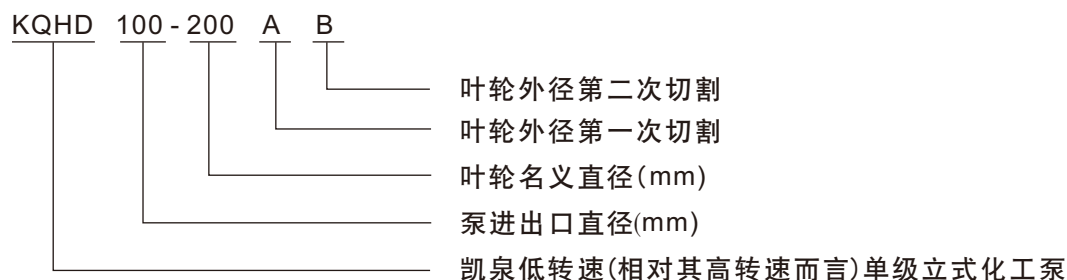 KQHD 100 - 200 A B
叶轮外径第二次切割
叶轮外径第一次切割
叶轮名义直径(mm)
泵进出口直径(mm)
凯泉低转速(相对其高转速而言)单级立式化工泵